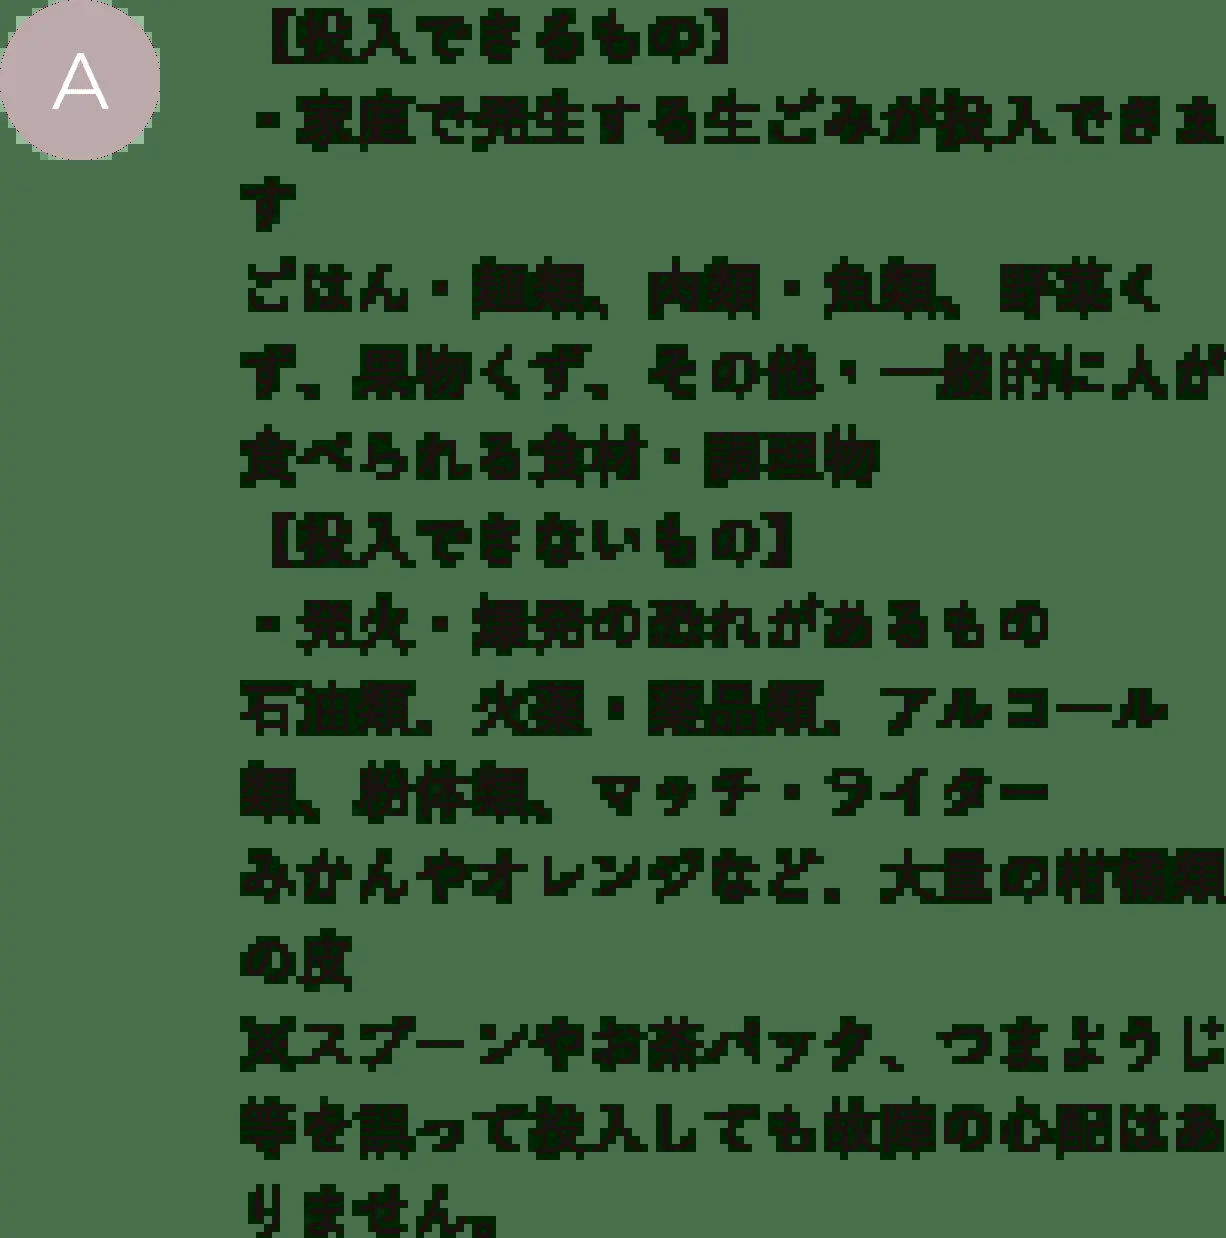 A
【投入できるもの】
・家庭で発生する生ごみが投入できま
す
ごはん・麺類、肉類・魚類、野菜く
ず、果物くず、その他・一般的に人が
食べられる食材・調理物
【投入できないもの】
・発火・爆発の恐れがあるもの
石油類、火薬・薬品類、アルコール
類、粉体類、マッチ・ライター
みかんやオレンジなど、大量の柑橘類
の皮
※スプーンやお茶パック、つまようじ
等を誤って投入しても故障の心配はあ
りません。